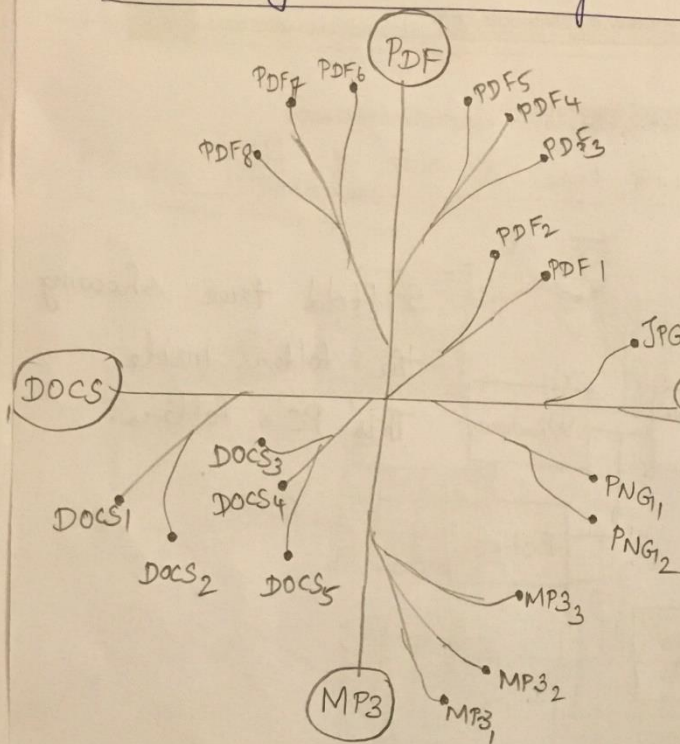 PDF
PDF7
PDF6
PDF5
PDF4
PDF8
PDF3
PDF2
PDF1
JPG
DOCS
DOCS3
DOCS4
DOCS1
DOCS2
DOCS5
PNG1
PNG2
MP33
MP32
MP3
MP31